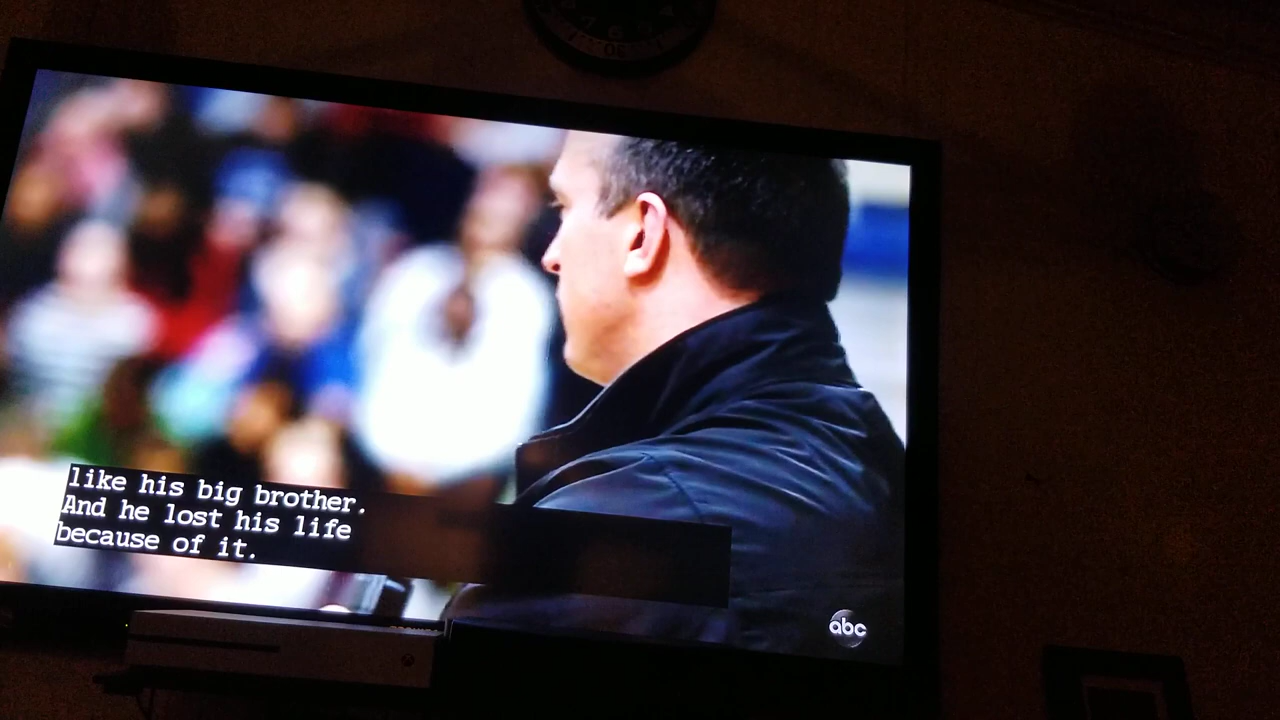 like his big brother.
And he lost his life
because of it.
abc